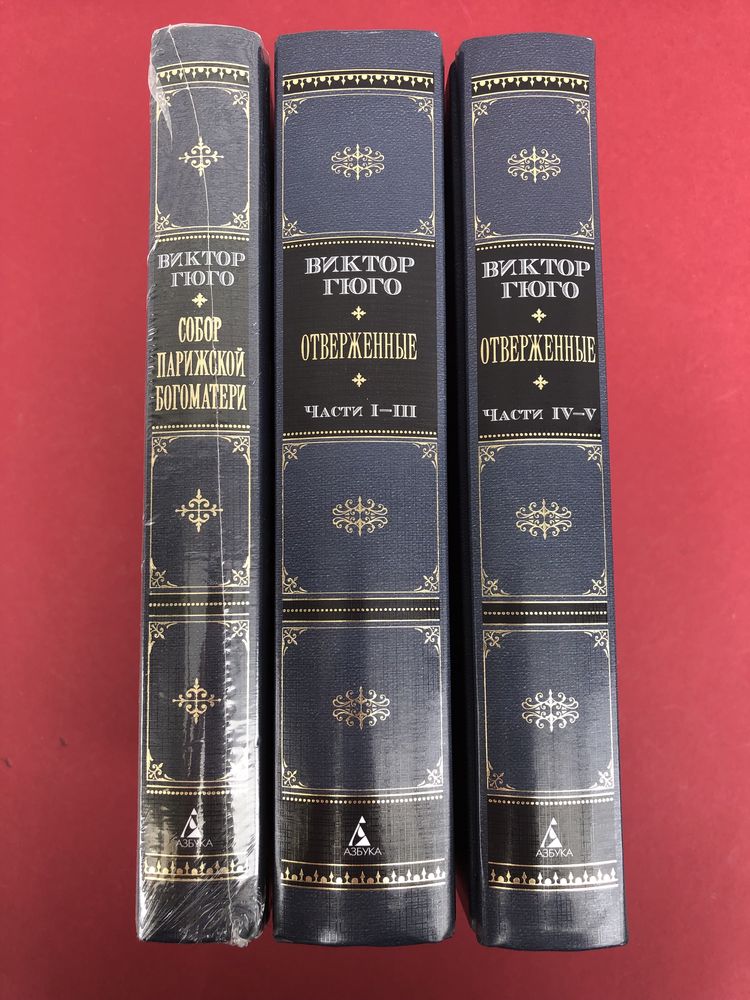 ВИКТОР
ГЮГО
СОБОР
ПАРИЖСКОЙ
БОГОМАТЕРИ
АЗБУКА
ВИКТОР
ГЮГО
ОТВЕРЖЕННЫЕ
ЧАСТИ I–III
АЗБУКА
ВИКТОР
ГЮГО
ОТВЕРЖЕННЫЕ
ЧАСТИ IV–V
АЗБУКА